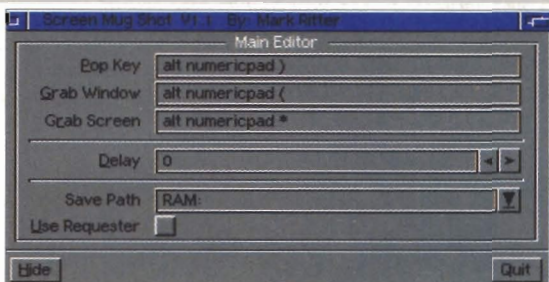 Screen Mug Shot V1.1 By: Mark Ritter
Main Editor
Pop Key alt numericpad )
Grab Window alt numericpad (
Grab Screen alt numericpad *
Delay 0
Save Path RAM:
Use Requester
Hide Quit